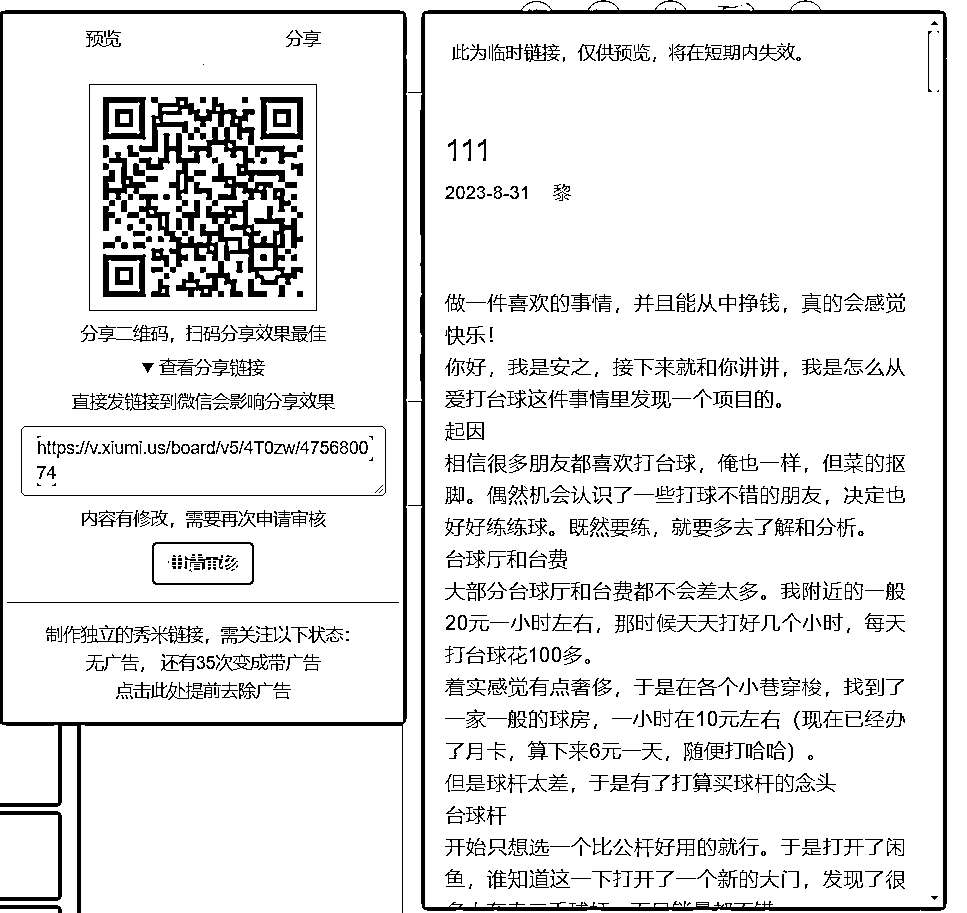 预览
分享
分享二维码，扫码分享效果最佳
▼查看分享链接
直接发链接到微信会影响分享效果
https://v.xiumi.us/board/v5/4T0zw/4756800
74
内容有修改，需要再次申请审核
制作独立的秀米链接，需关注以下状态：
无广告， 还有35次变成带广告
点击此处提前去除广告
此为临时链接，仅供预览，将在短期内失效。
111
2023-8-31 黎
做一件喜欢的事情，并且能从中挣钱，真的会感觉
快乐！
你好，我是安之，接下来就和你讲讲，我是怎么从
爱打台球这件事情里发现一个项目的。
起因
相信很多朋友都喜欢打台球，俺也一样，但菜的抠
脚。偶然机会认识了一些打球不错的朋友，决定也
好好练练球。既然要练，就要多去了解和分析。
台球厅和台费
大部分台球厅和台费都不会差太多。我附近的一般
20元一小时左右，那时候天天打好几个小时，每天
打台球花100多。
着实感觉有点奢侈，于是在各个小巷穿梭，找到了
一家一般的球房，一小时在10元左右（现在已经办
了月卡，算下来6元一天，随便打哈哈）。
但是球杆太差，于是有了打算买球杆的念头
台球杆
开始只想选一个比公杆好用的就行。于是打开了闲
鱼，谁知道这一下打开了一个新的大门，发现了很